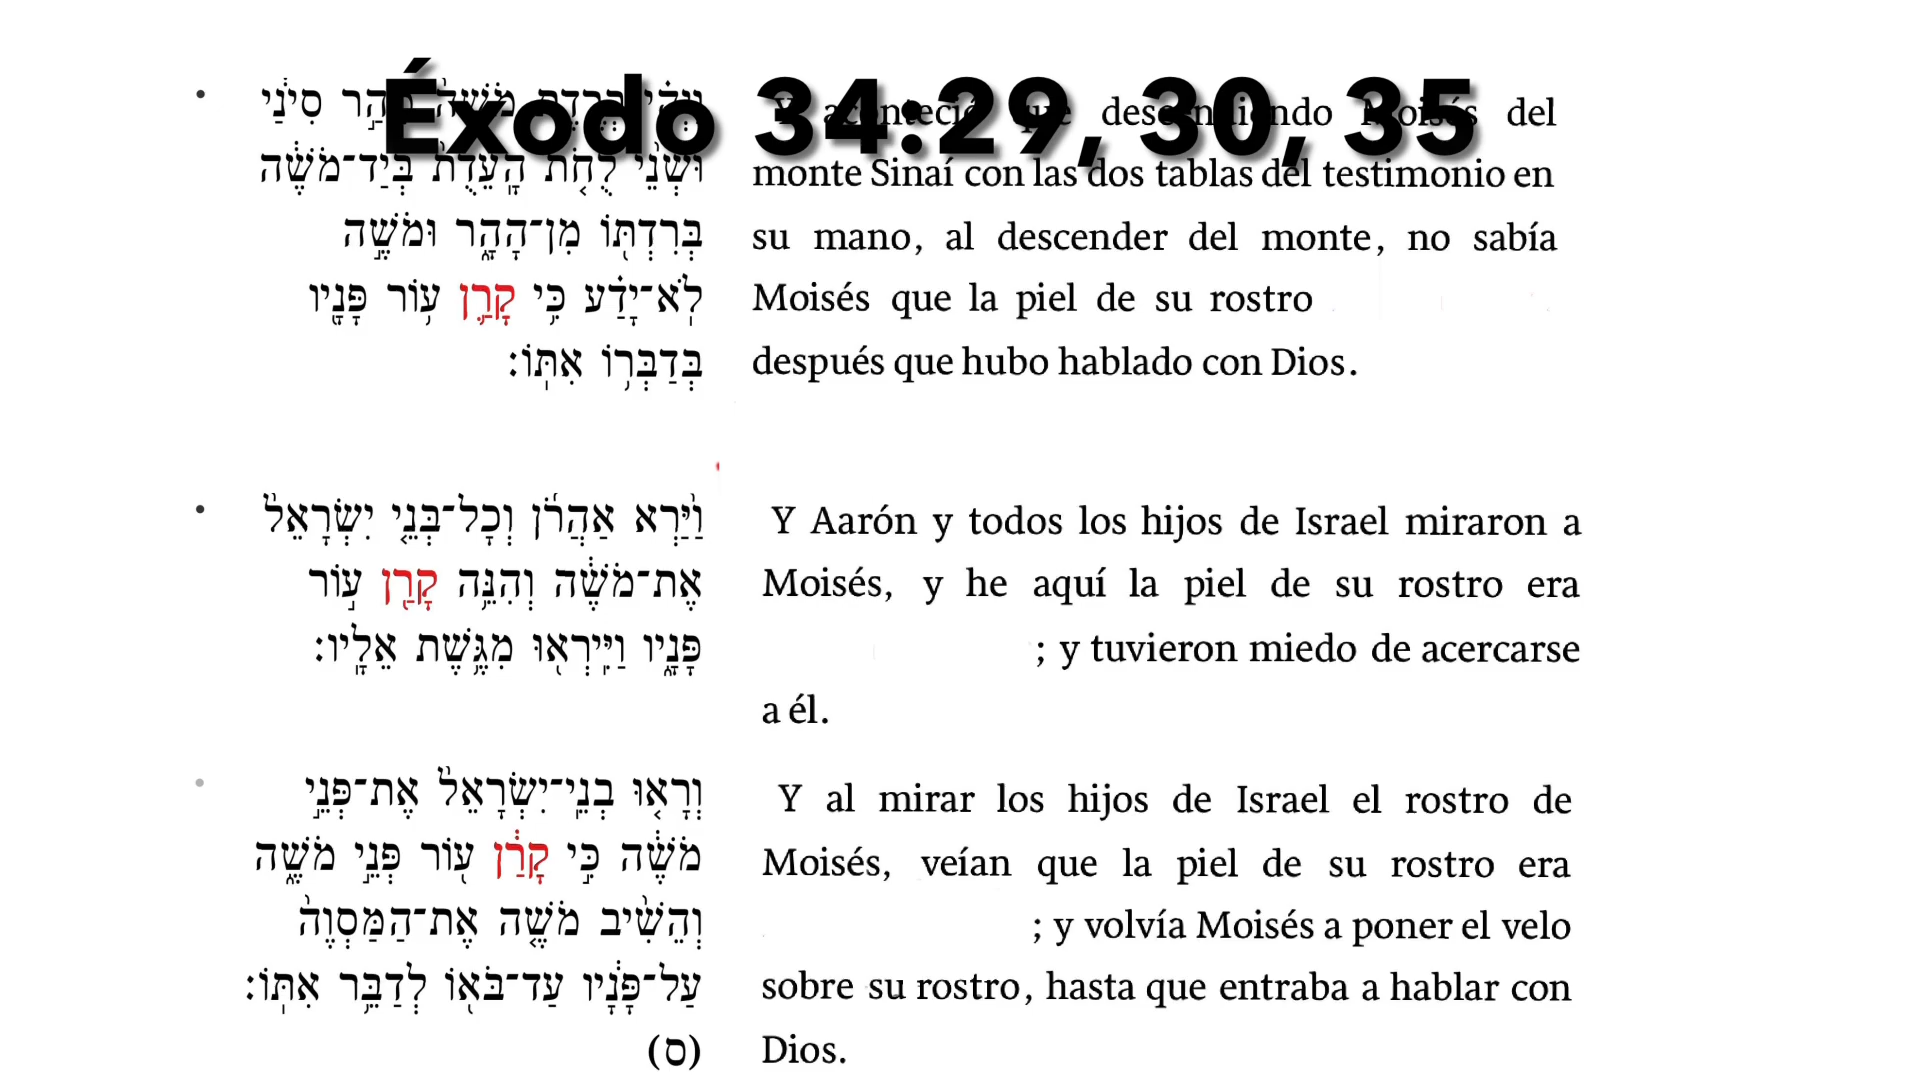 Éxodo 34:29, 30, 35
וַיְהִ֗י בְּרֶ֤דֶת מֹשֶׁה֙ מֵהַ֣ר סִינַ֔י
וּשְׁנֵ֨י לֻחֹ֤ת הָֽעֵדֻת֙ בְּיַד־מֹשֶׁ֔ה
בְּרִדְתּ֖וֹ מִן־הָהָ֑ר וּמֹשֶׁ֣ה
לֹֽא־יָדַ֗ע כִּ֥י קָרַ֛ן ע֥וֹר פָּנָ֖יו
בְּדַבְּר֥וֹ אִתּֽוֹ׃
Y aconteció que descendiendo Moisés del
monte Sinaí con las dos tablas del testimonio en
su mano, al descender del monte, no sabía
Moisés que la piel de su rostro
después que hubo hablado con Dios.
וַיַּ֨רְא אַהֲרֹ֜ן וְכָל־בְּנֵ֤י יִשְׂרָאֵל֙
אֶת־מֹשֶׁ֔ה וְהִנֵּ֥ה קָרַ֖ן ע֣וֹר
פָּנָ֑יו וַיִּֽירְא֖וּ מִגֶּ֥שֶׁת אֵלָֽיו׃
Y Aarón y todos los hijos de Israel miraron a
Moisés, y he aquí la piel de su rostro era
; y tuvieron miedo de acercarse
a él.
וְרָא֤וּ בְנֵֽי־יִשְׂרָאֵל֙ אֶת־פְּנֵ֣י
מֹשֶׁ֔ה כִּ֣י קָרַ֔ן ע֖וֹר פְּנֵ֣י מֹשֶׁ֑ה
וְהֵשִׁ֨יב מֹשֶׁ֤ה אֶת־הַמַּסְוֶה֙
עַל־פָּנָ֔יו עַד־בֹּא֖וֹ לְדַבֵּ֥ר אִתּֽוֹ׃
(ס)
Y al mirar los hijos de Israel el rostro de
Moisés, veían que la piel de su rostro era
; y volvía Moisés a poner el velo
sobre su rostro, hasta que entraba a hablar con
Dios.